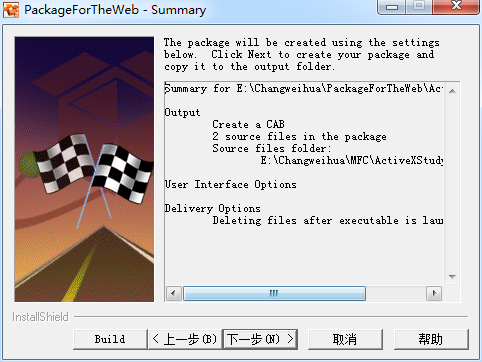 PackageForTheWeb - Summary
The package will be created using the settings
below.  Click Next to create your package and
copy it to the output folder.
Summary for E:\Changweihua\PackageForTheWeb\Act
Output
Create a CAB
2 source files in the package
Source files folder:
E:\Changweihua\MFC\ActiveXStudy
User Interface Options
Delivery Options
Deleting files after executable is lau
InstallShield
Build
< 上一步(B)
下一步(N) >
取消
帮助